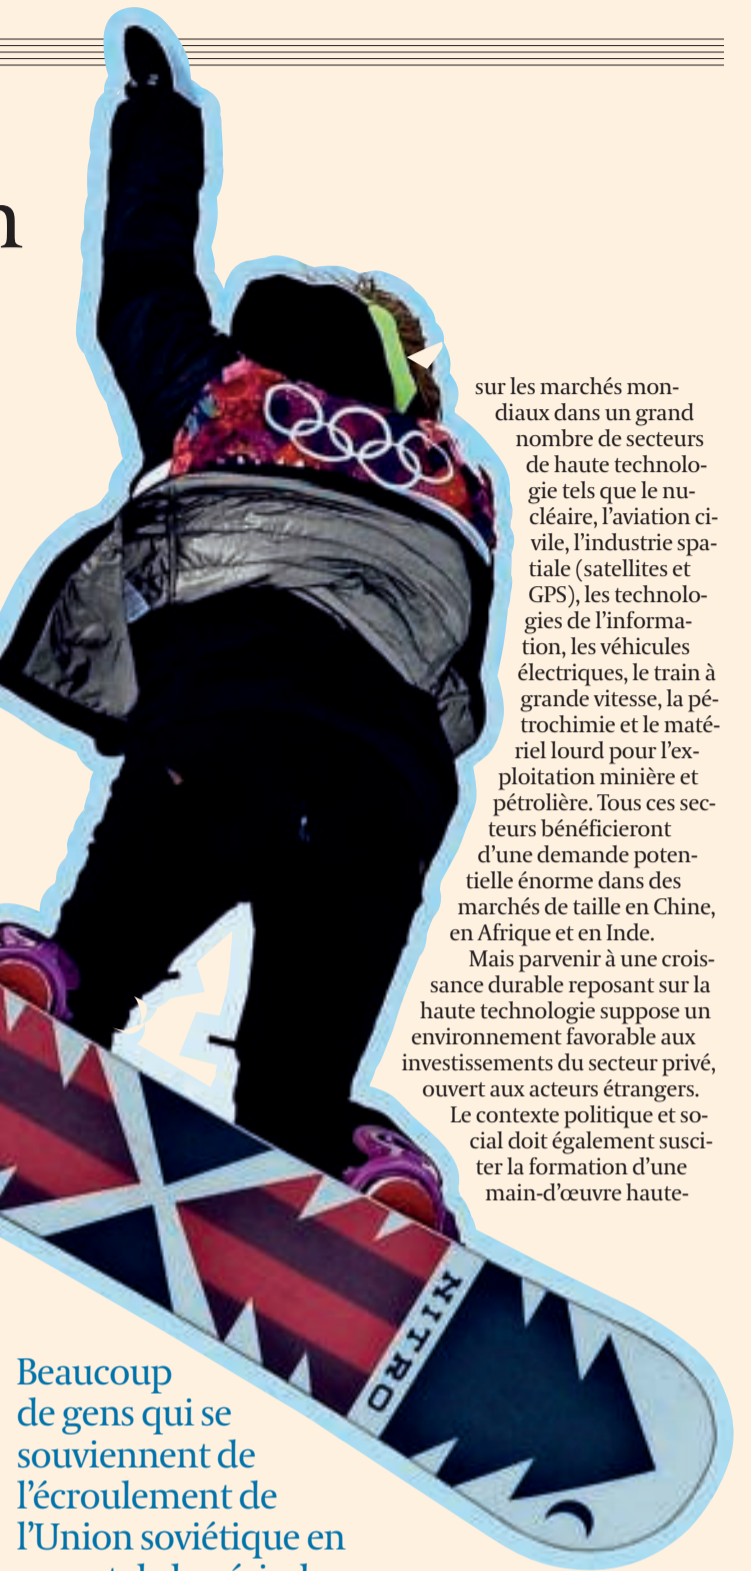 n
sur les marchés mon-
diaux dans un grand
nombre de secteurs
de haute technolo-
gie tels que le nu-
cléaire, l’aviation ci-
vile, l’industrie spa-
tiale (satellites et
GPS), les technolo-
gies de l’informa-
tion, les véhicules
électriques, le train à
grande vitesse, la pé-
trochimie et le maté-
riel lourd pour l’ex-
ploitation minière et
pétrolière. Tous ces sec-
teurs bénéficieront
d’une demande poten-
tielle énorme dans des
marchés de taille en Chine,
en Afrique et en Inde.
Mais parvenir à une crois-
sance durable reposant sur la
haute technologie suppose un
environnement favorable aux
investissements du secteur privé,
ouvert aux acteurs étrangers.
Le contexte politique et so-
cial doit également susci-
ter la formation d’une
main-d’œuvre haute-
NITRO
Beaucoup
de gens qui se
souviennent de
l’écroulement de
l’Union soviétique en